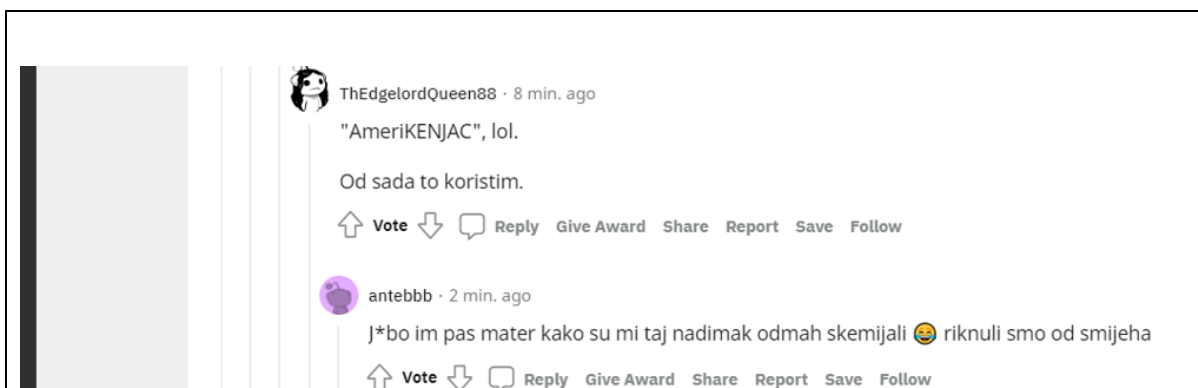 ThEdgelordQueen88 · 8 min. ago
"AmeriKENJAC", lol.
Od sada to koristim.
Vote Reply Give Award Share Report Save Follow
antebbb · 2 min. ago
J*bo im pas mater kako su mi taj nadimak odmah skemijali 😂 riknuli smo od smijeha
Vote Reply Give Award Share Report Save Follow